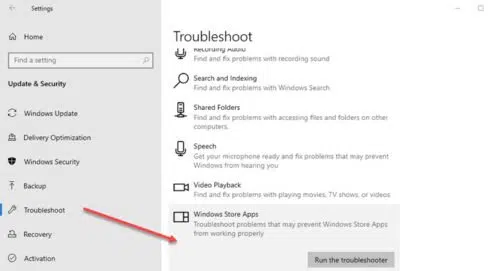 Settings
Home
Find a setting
Update & Security
Windows Update
Delivery Optimization
Windows Security
Backup
Troubleshoot
Recovery
Activation
Troubleshoot
Recording Audio
Find and fix problems with recording sound
Search and Indexing
Find and fix problems with Windows Search
Shared Folders
Find and fix problems with accessing files and folders on other
computers.
Speech
Get your microphone ready and fix problems that may prevent
Windows from hearing you
Video Playback
Find and fix problems with playing movies, TV shows, or videos
Windows Store Apps
Troubleshoot problems that may prevent Windows Store Apps
from working properly
Run the troubleshooter